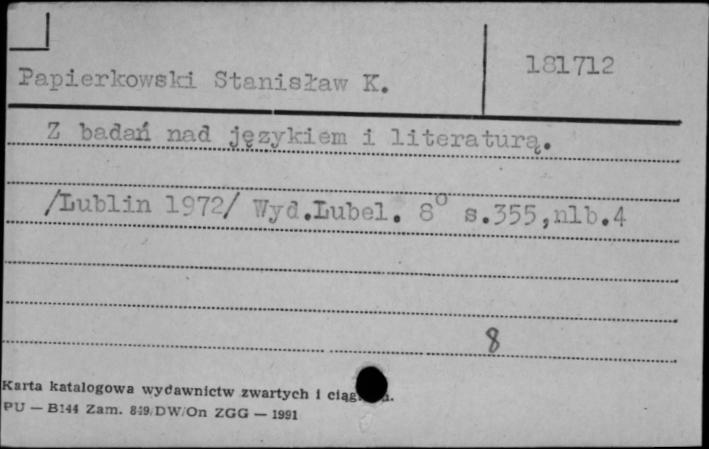 181712
Papierkowski Stanisław K.
Z badań nad językiem i literaturą.
/Lublin 1972/ Wyd.Lubel. 8° s.355,nlb.4
8
Karta katalogowa wydawnictw zwartych i
PU — B144 Zam. 849/DW/On ZGG — 1991